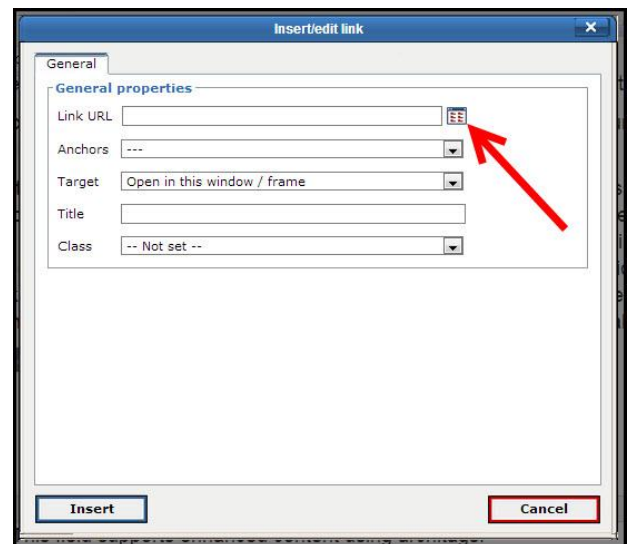 Insert/edit link
General
General properties
Link URL
Anchors ---
Target Open in this window / frame
Title
Class -- Not set --
Insert Cancel